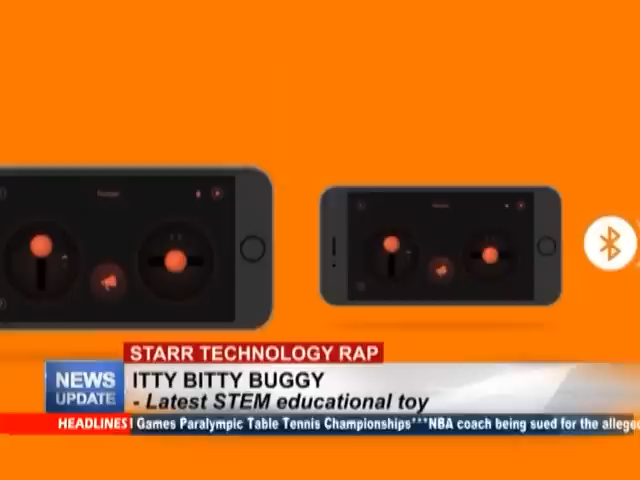 STARR TECHNOLOGY RAP
NEWS UPDATE
ITTY BITTY BUGGY
- Latest STEM educational toy
HEADLINES
Games Paralympic Table Tennis Championships***NBA coach being sued for the alleged